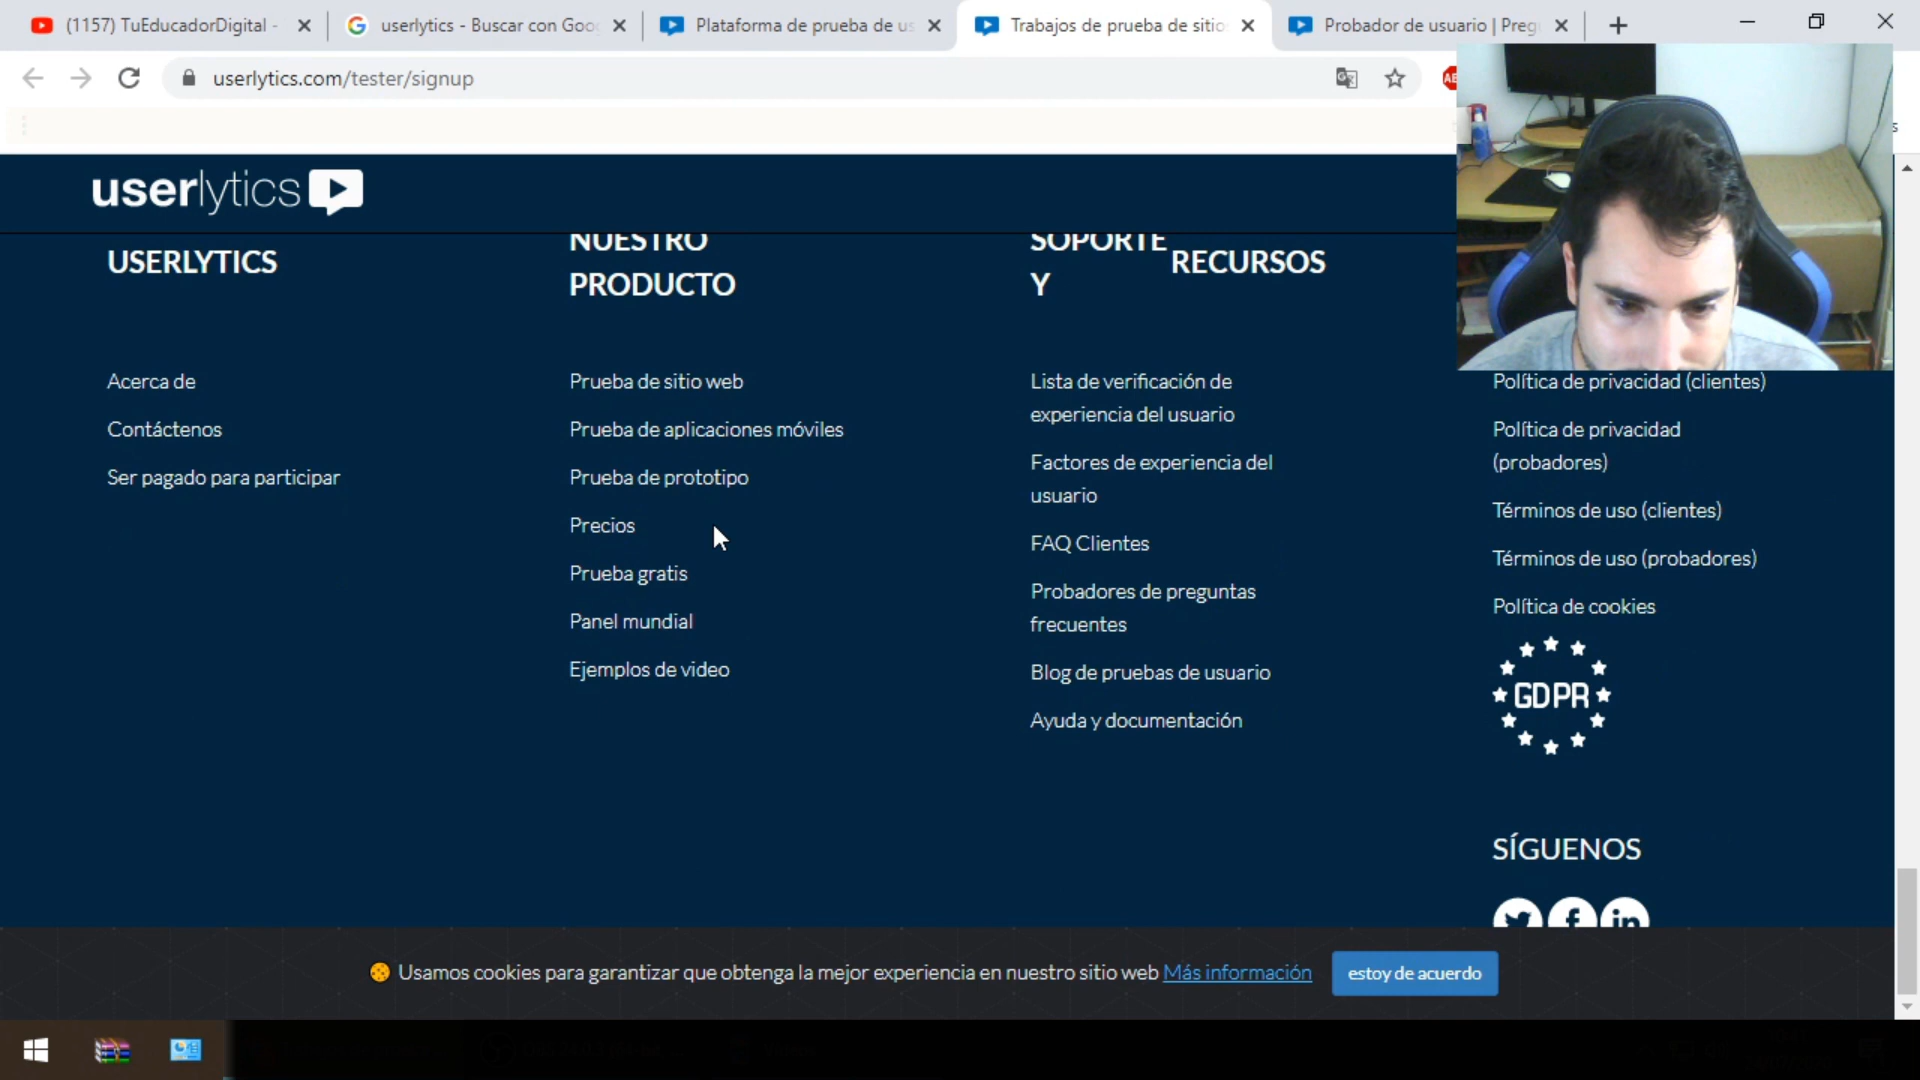 (1157) TuEducadorDigital -
userlytics - Buscar con Goo
Plataforma de prueba de us
Trabajos de prueba de sitio
Probador de usuario | Preg
userlytics.com/tester/signup
userlytics
USERLYTICS
Acerca de
Contáctenos
Ser pagado para participar
NUESTRO
PRODUCTO
Prueba de sitio web
Prueba de aplicaciones móviles
Prueba de prototipo
Precios
Prueba gratis
Panel mundial
Ejemplos de video
SOPORTE
Y
RECURSOS
Lista de verificación de
experiencia del usuario
Factores de experiencia del
usuario
FAQ Clientes
Probadores de preguntas
frecuentes
Blog de pruebas de usuario
Ayuda y documentación
Política de privacidad (clientes)
Política de privacidad
(probadores)
Términos de uso (clientes)
Términos de uso (probadores)
Política de cookies
GDPR
SÍGUENOS
Usamos cookies para garantizar que obtenga la mejor experiencia en nuestro sitio web Más información
estoy de acuerdo